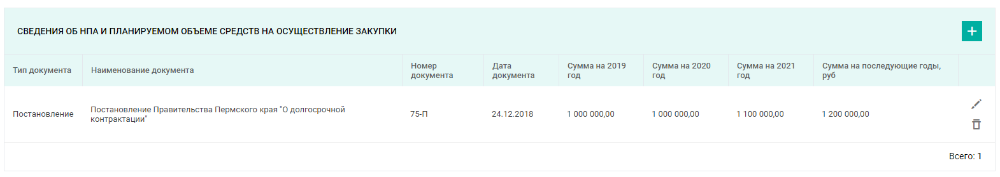 СВЕДЕНИЯ ОБ НПА И ПЛАНИРУЕМОМ ОБЪЕМЕ СРЕДСТВ НА ОСУЩЕСТВЛЕНИЕ ЗАКУПКИ
Тип документа
Наименование документа
Номер
документа
Дата
документа
Сумма на 2019
год
Сумма на 2020
год
Сумма на 2021
год
Сумма на последующие годы,
руб
Постановление
Постановление Правительства Пермского края "О долгосрочной
контрактации"
75-П
24.12.2018
1 000 000,00
1 000 000,00
1 100 000,00
1 200 000,00
Всего: 1